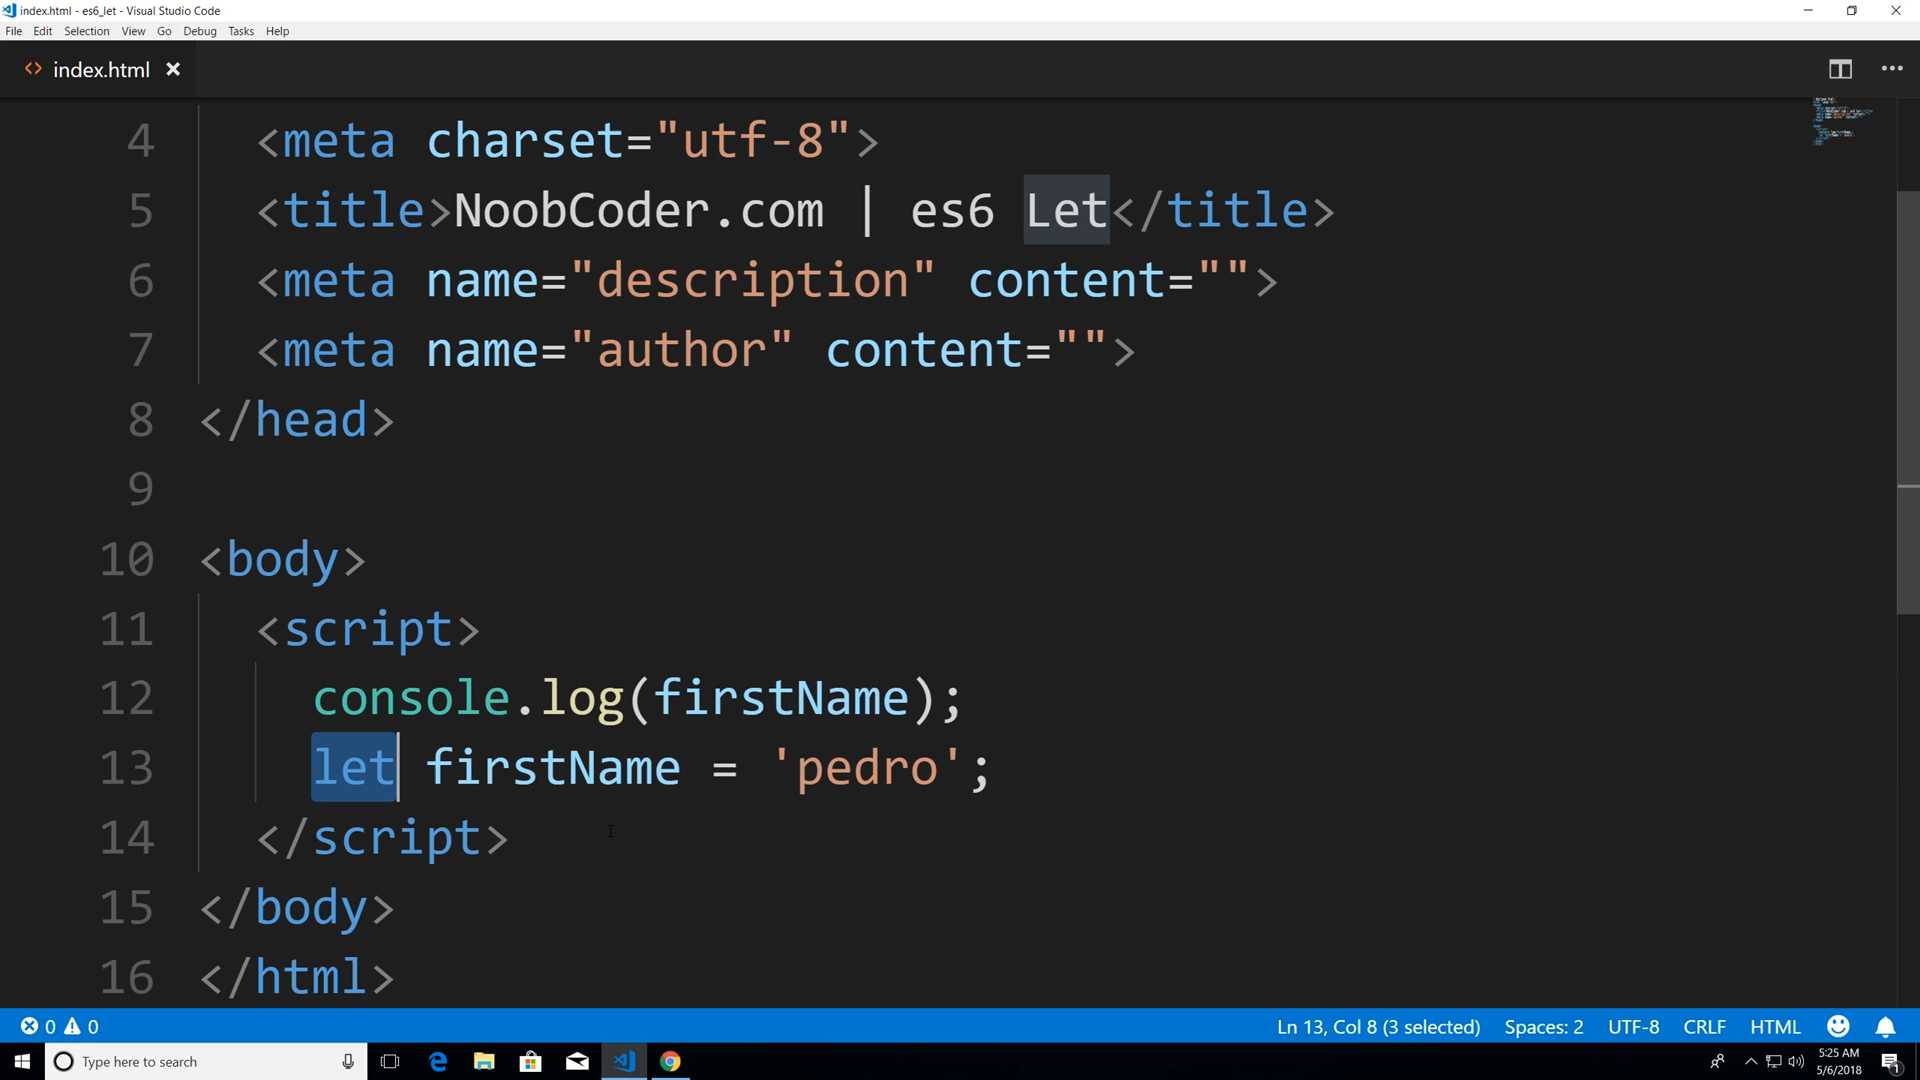 index.html - es6_let - Visual Studio Code
File Edit Selection View Go Debug Tasks Help
index.html
4 <meta charset="utf-8">
5 <title>NoobCoder.com | es6 Let</title>
6 <meta name="description" content="">
7 <meta name="author" content="">
8 </head>
9
10 <body>
11 <script>
12 console.log(firstName);
13 let firstName = 'pedro';
14 </script>
15 </body>
16 </html>
0 0 Ln 13, Col 8 (3 selected) Spaces: 2 UTF-8 CRLF HTML
Type here to search
5:25 AM
5/6/2018
1